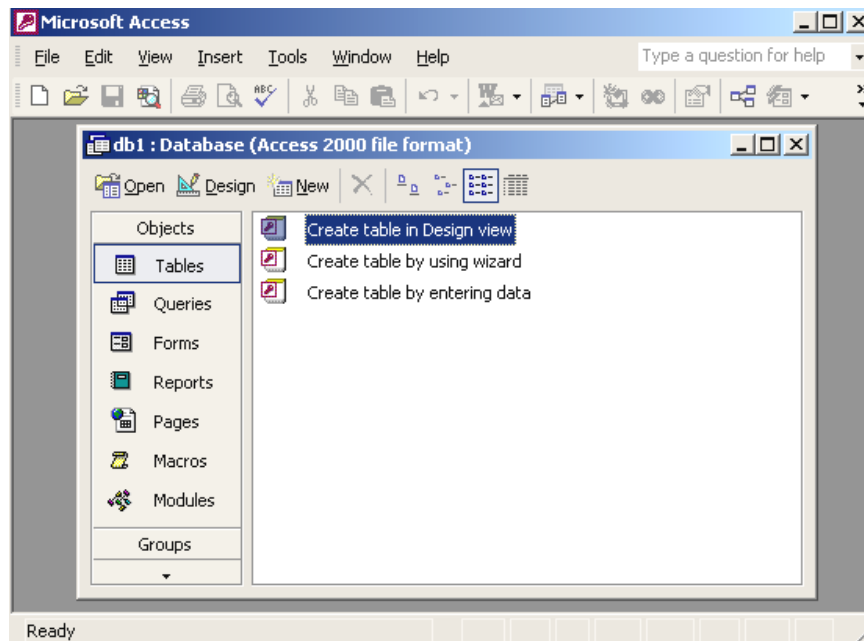 Microsoft Access
File Edit View Insert Tools Window Help Type a question for help
ABC
db1 : Database (Access 2000 file format)
Open Design New
Objects
Tables
Queries
Forms
Reports
Pages
Macros
Modules
Groups
Create table in Design view
Create table by using wizard
Create table by entering data
Ready